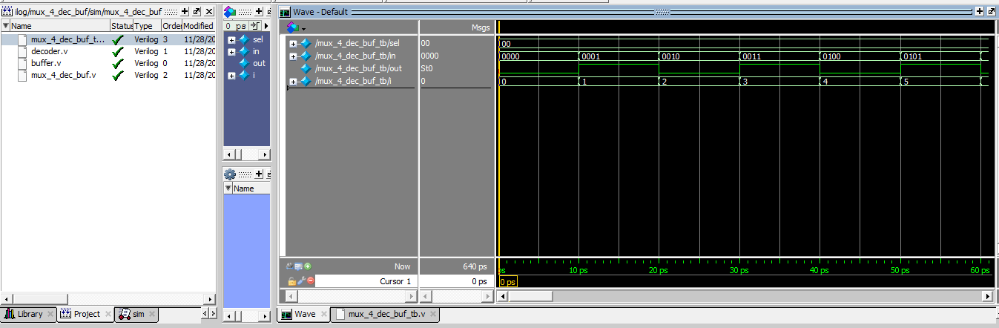 ilog/mux_4_dec_buf/sim/mux_4_dec_buf
Name Status Type Order Modified
mux_4_dec_buf_t... Verilog 3 11/28/20
decoder.v Verilog 1 11/28/20
buffer.v Verilog 0 11/28/20
mux_4_dec_buf.v Verilog 2 11/28/20
Library Project sim
0 ps
sel
in
out
i
Name
Wave - Default
Msgs
/mux_4_dec_buf_tb/sel 00 00
/mux_4_dec_buf_tb/in 0000 0000 0001 0010 0011 0100 0101
/mux_4_dec_buf_tb/out St0
/mux_4_dec_buf_tb/i 0 0 1 2 3 4 5
Now 640 ps ps 10 ps 20 ps 30 ps 40 ps 50 ps 60 ps
Cursor 1 0 ps 0 ps
Wave mux_4_dec_buf_tb.v